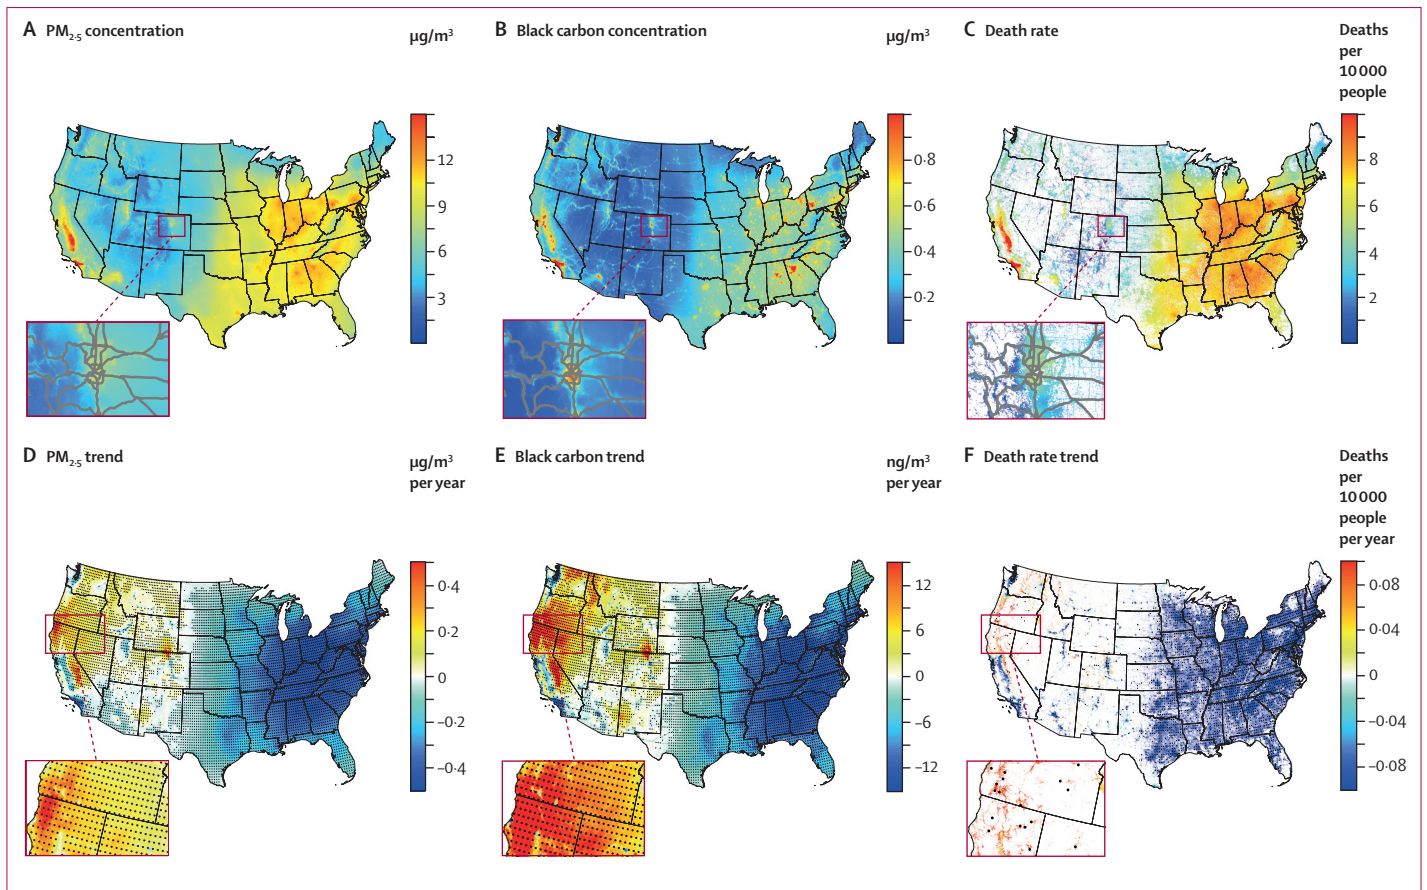 A PM2·5 concentration
μg/m³
12
9
6
3
B Black carbon concentration
μg/m³
0·8
0·6
0·4
0·2
C Death rate
Deaths
per
10 000
people
8
6
4
2
D PM2·5 trend
μg/m³
per year
0·4
0·2
0
–0·2
–0·4
E Black carbon trend
ng/m³
per year
12
6
0
–6
–12
F Death rate trend
Deaths
per
10 000
people
per year
0·08
0·04
0
–0·04
–0·08